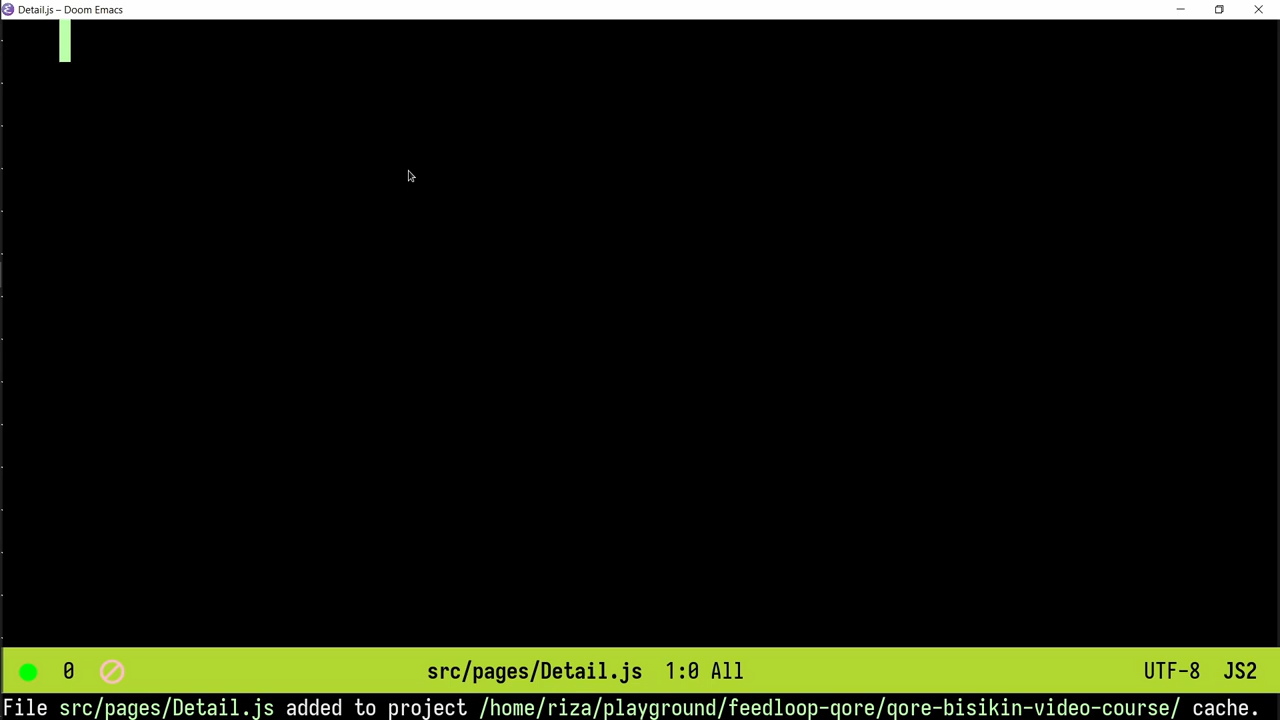 Detail.js – Doom Emacs
0 src/pages/Detail.js 1:0 All UTF-8 JS2
File src/pages/Detail.js added to project /home/riza/playground/feedloop-qore/qore-bisikin-video-course/ cache.